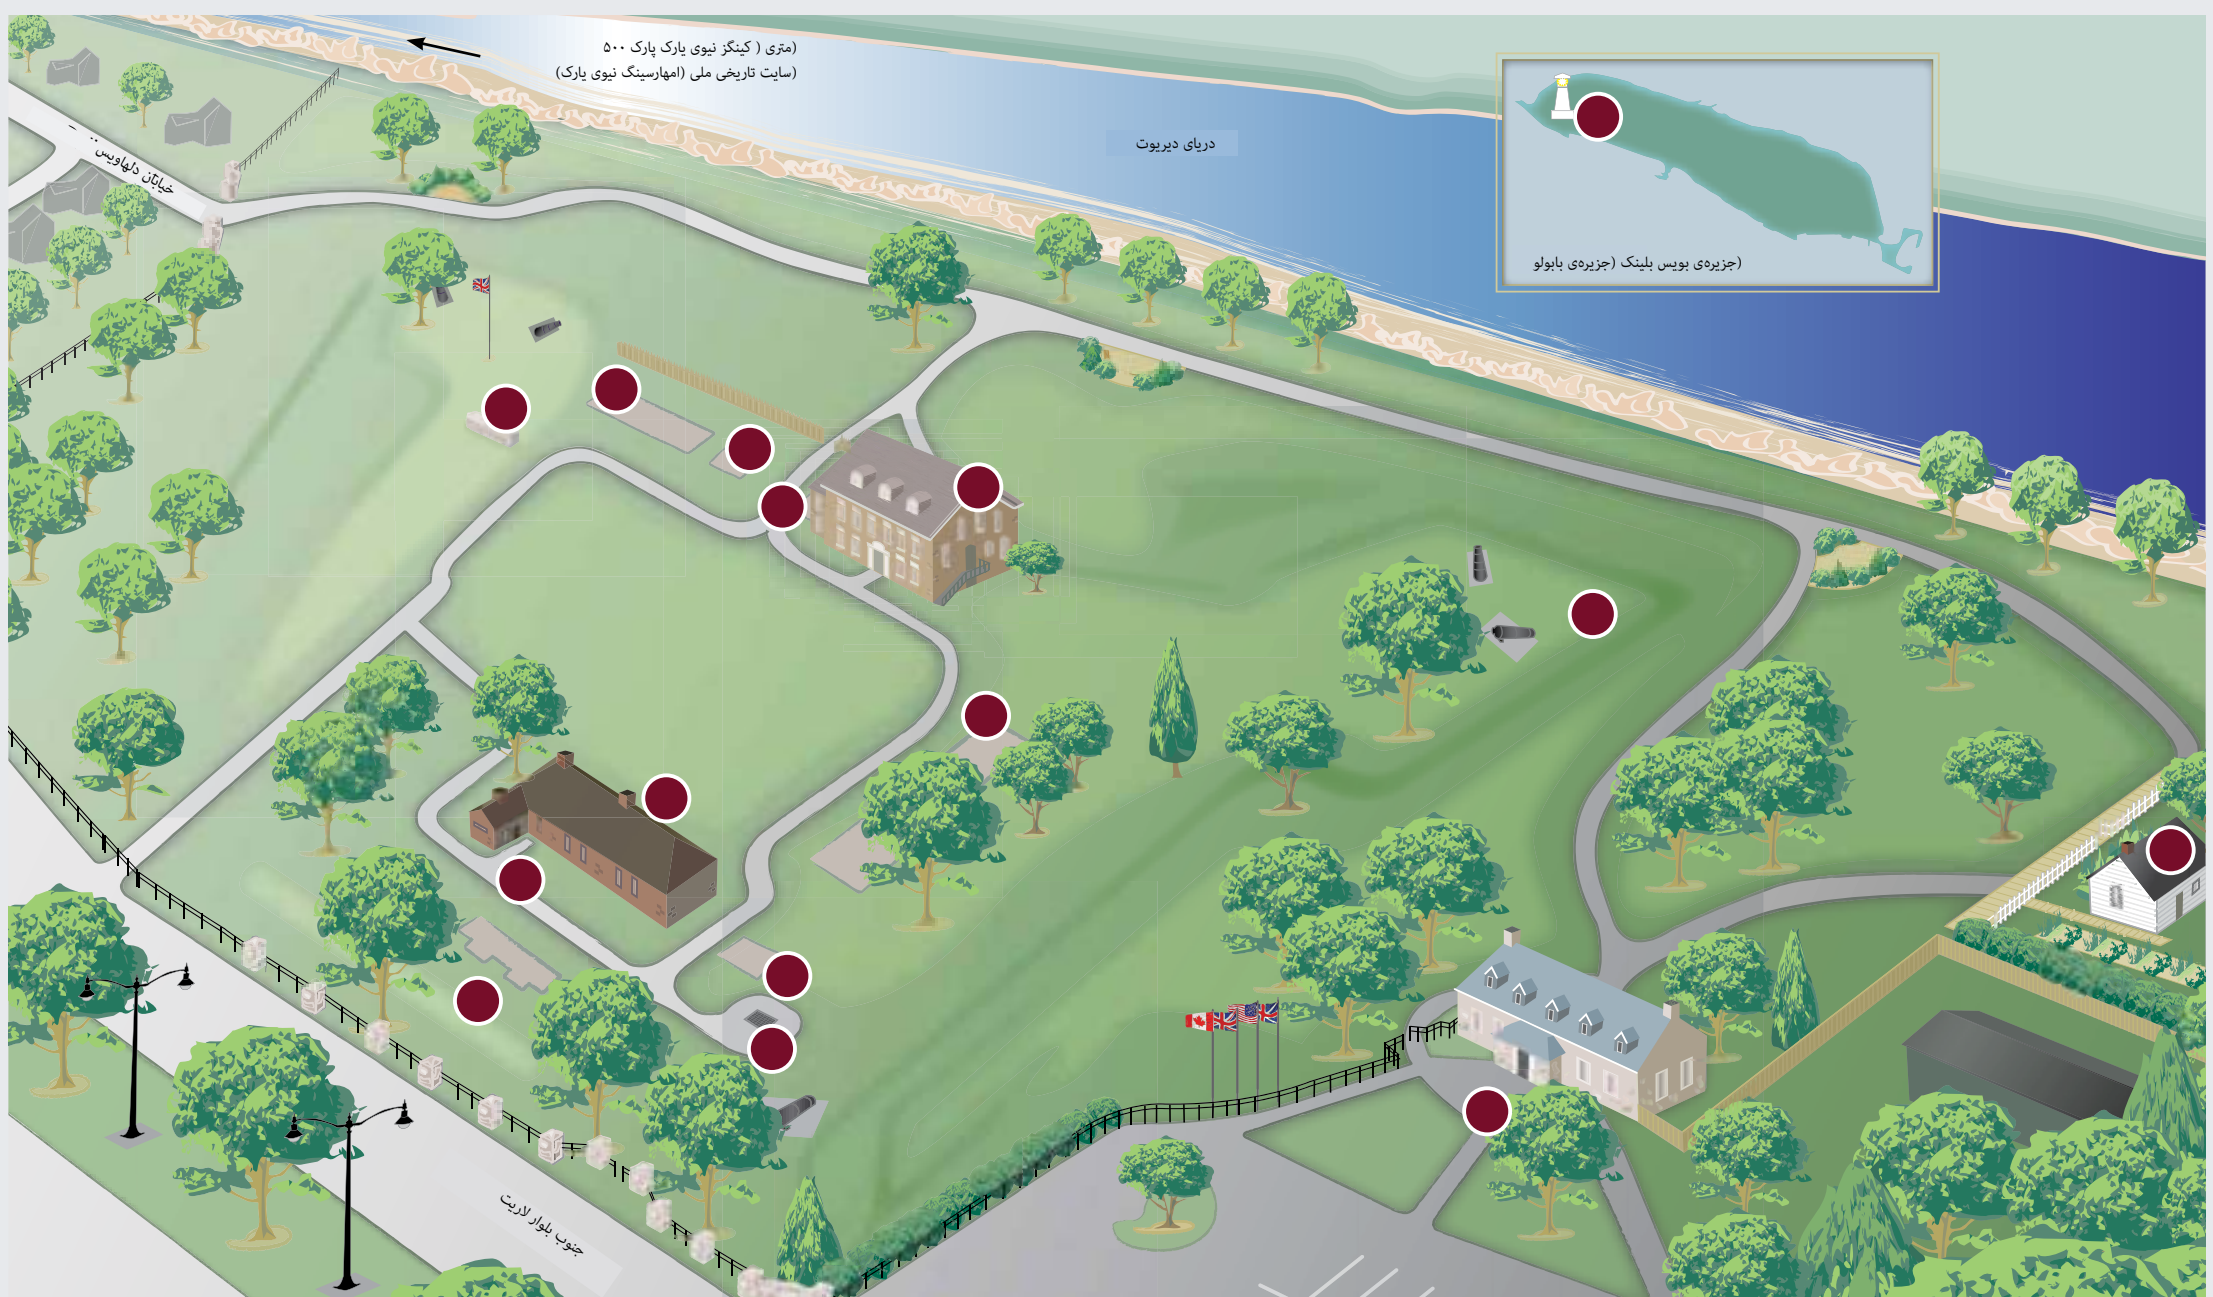 (متری ( کینگز نیوی یارک پارک ۵۰۰
(سایت تاریخی ملی (امهارسینگ نیوی یارک)
دریای دیریوت
(جزیره‌ی بویس بلینک (جزیره‌ی بابولو
خیابان دلهاویس
جنوب بلوار لاریت